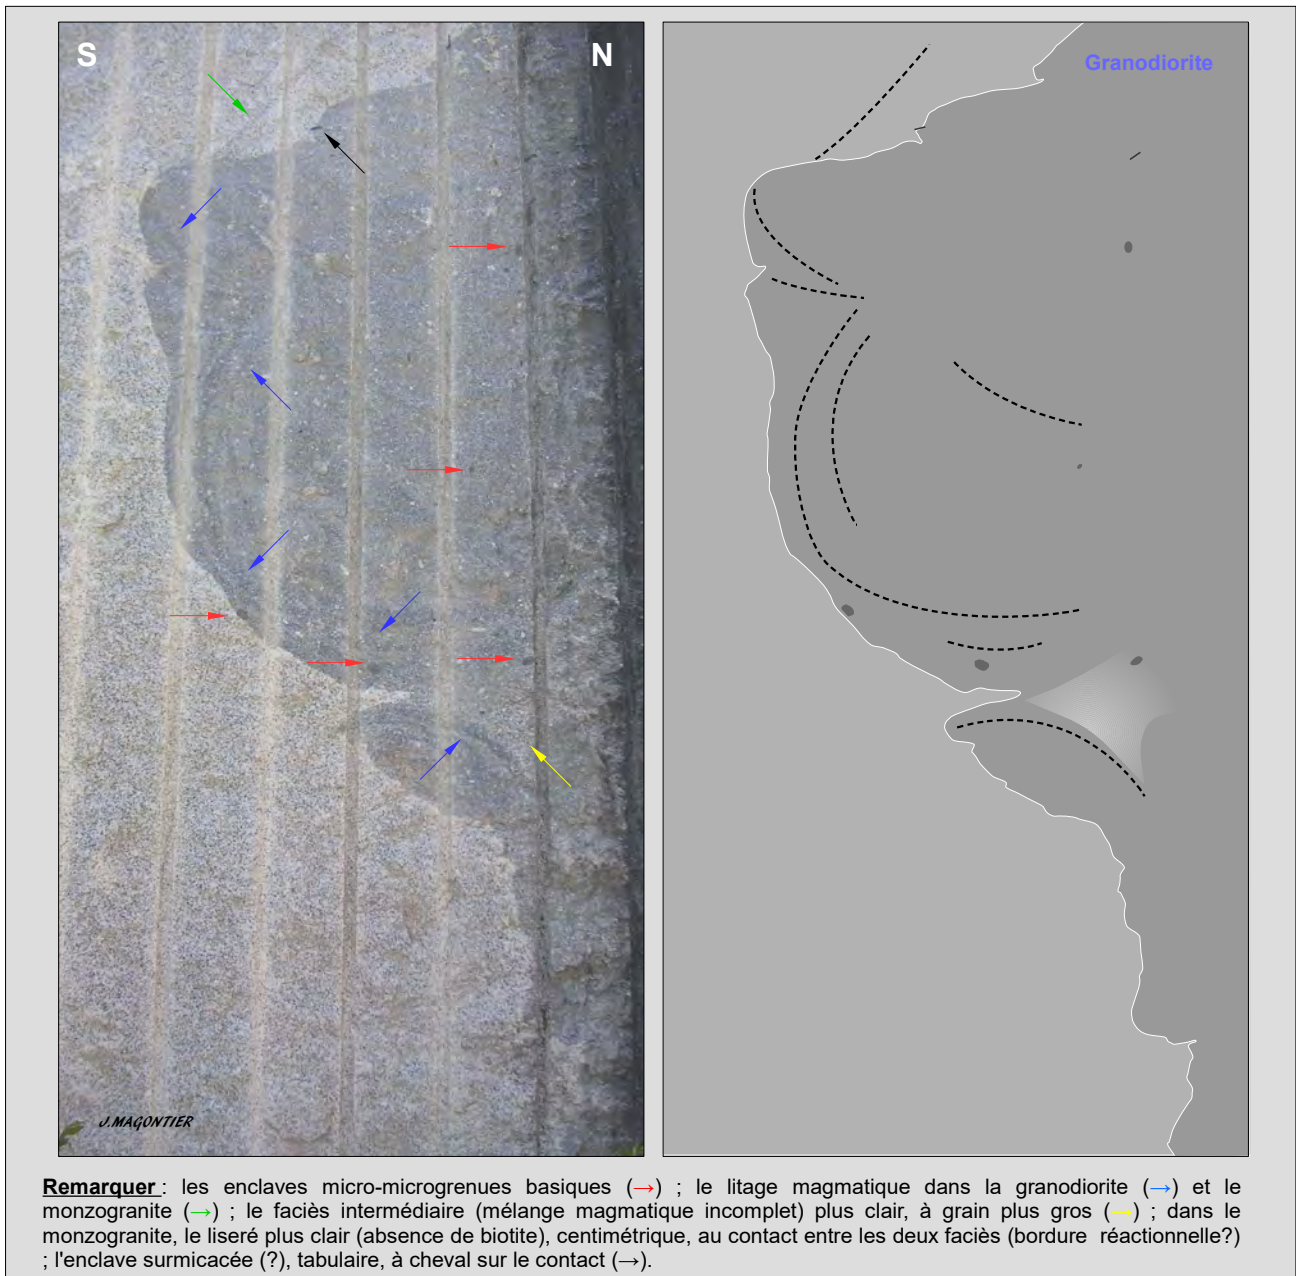 S
N
Granodiorite
J.MAGONTIER
Remarquer : les enclaves micro-microgrenues basiques (→) ; le litage magmatique dans la granodiorite (→) et le
monzogranite (→) ; le faciès intermédiaire (mélange magmatique incomplet) plus clair, à grain plus gros (→) ; dans le
monzogranite, le liseré plus clair (absence de biotite), centimétrique, au contact entre les deux faciès (bordure réactionnelle?)
; l'enclave surmicacée (?), tabulaire, à cheval sur le contact (→).